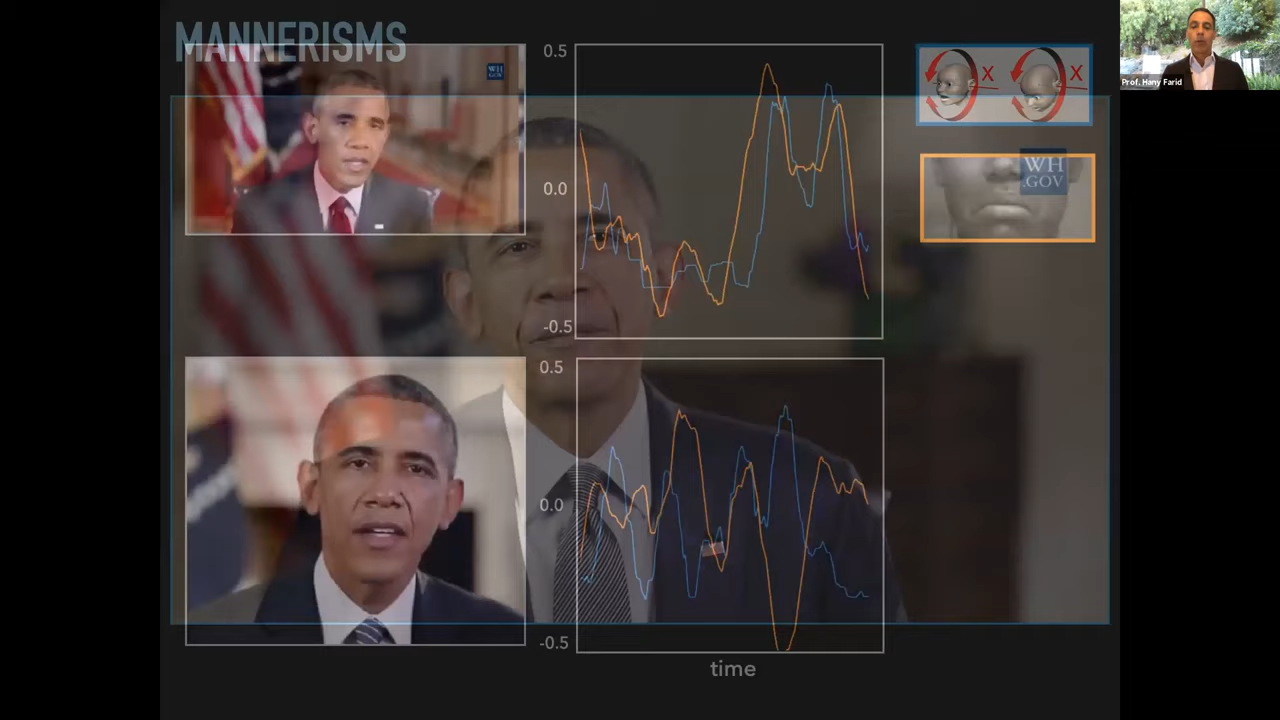 MANNERISMS
WH
GOV
0.5
0.0
-0.5
X
X
WH
.GOV
Prof. Hany Farid
0.5
0.0
-0.5
time